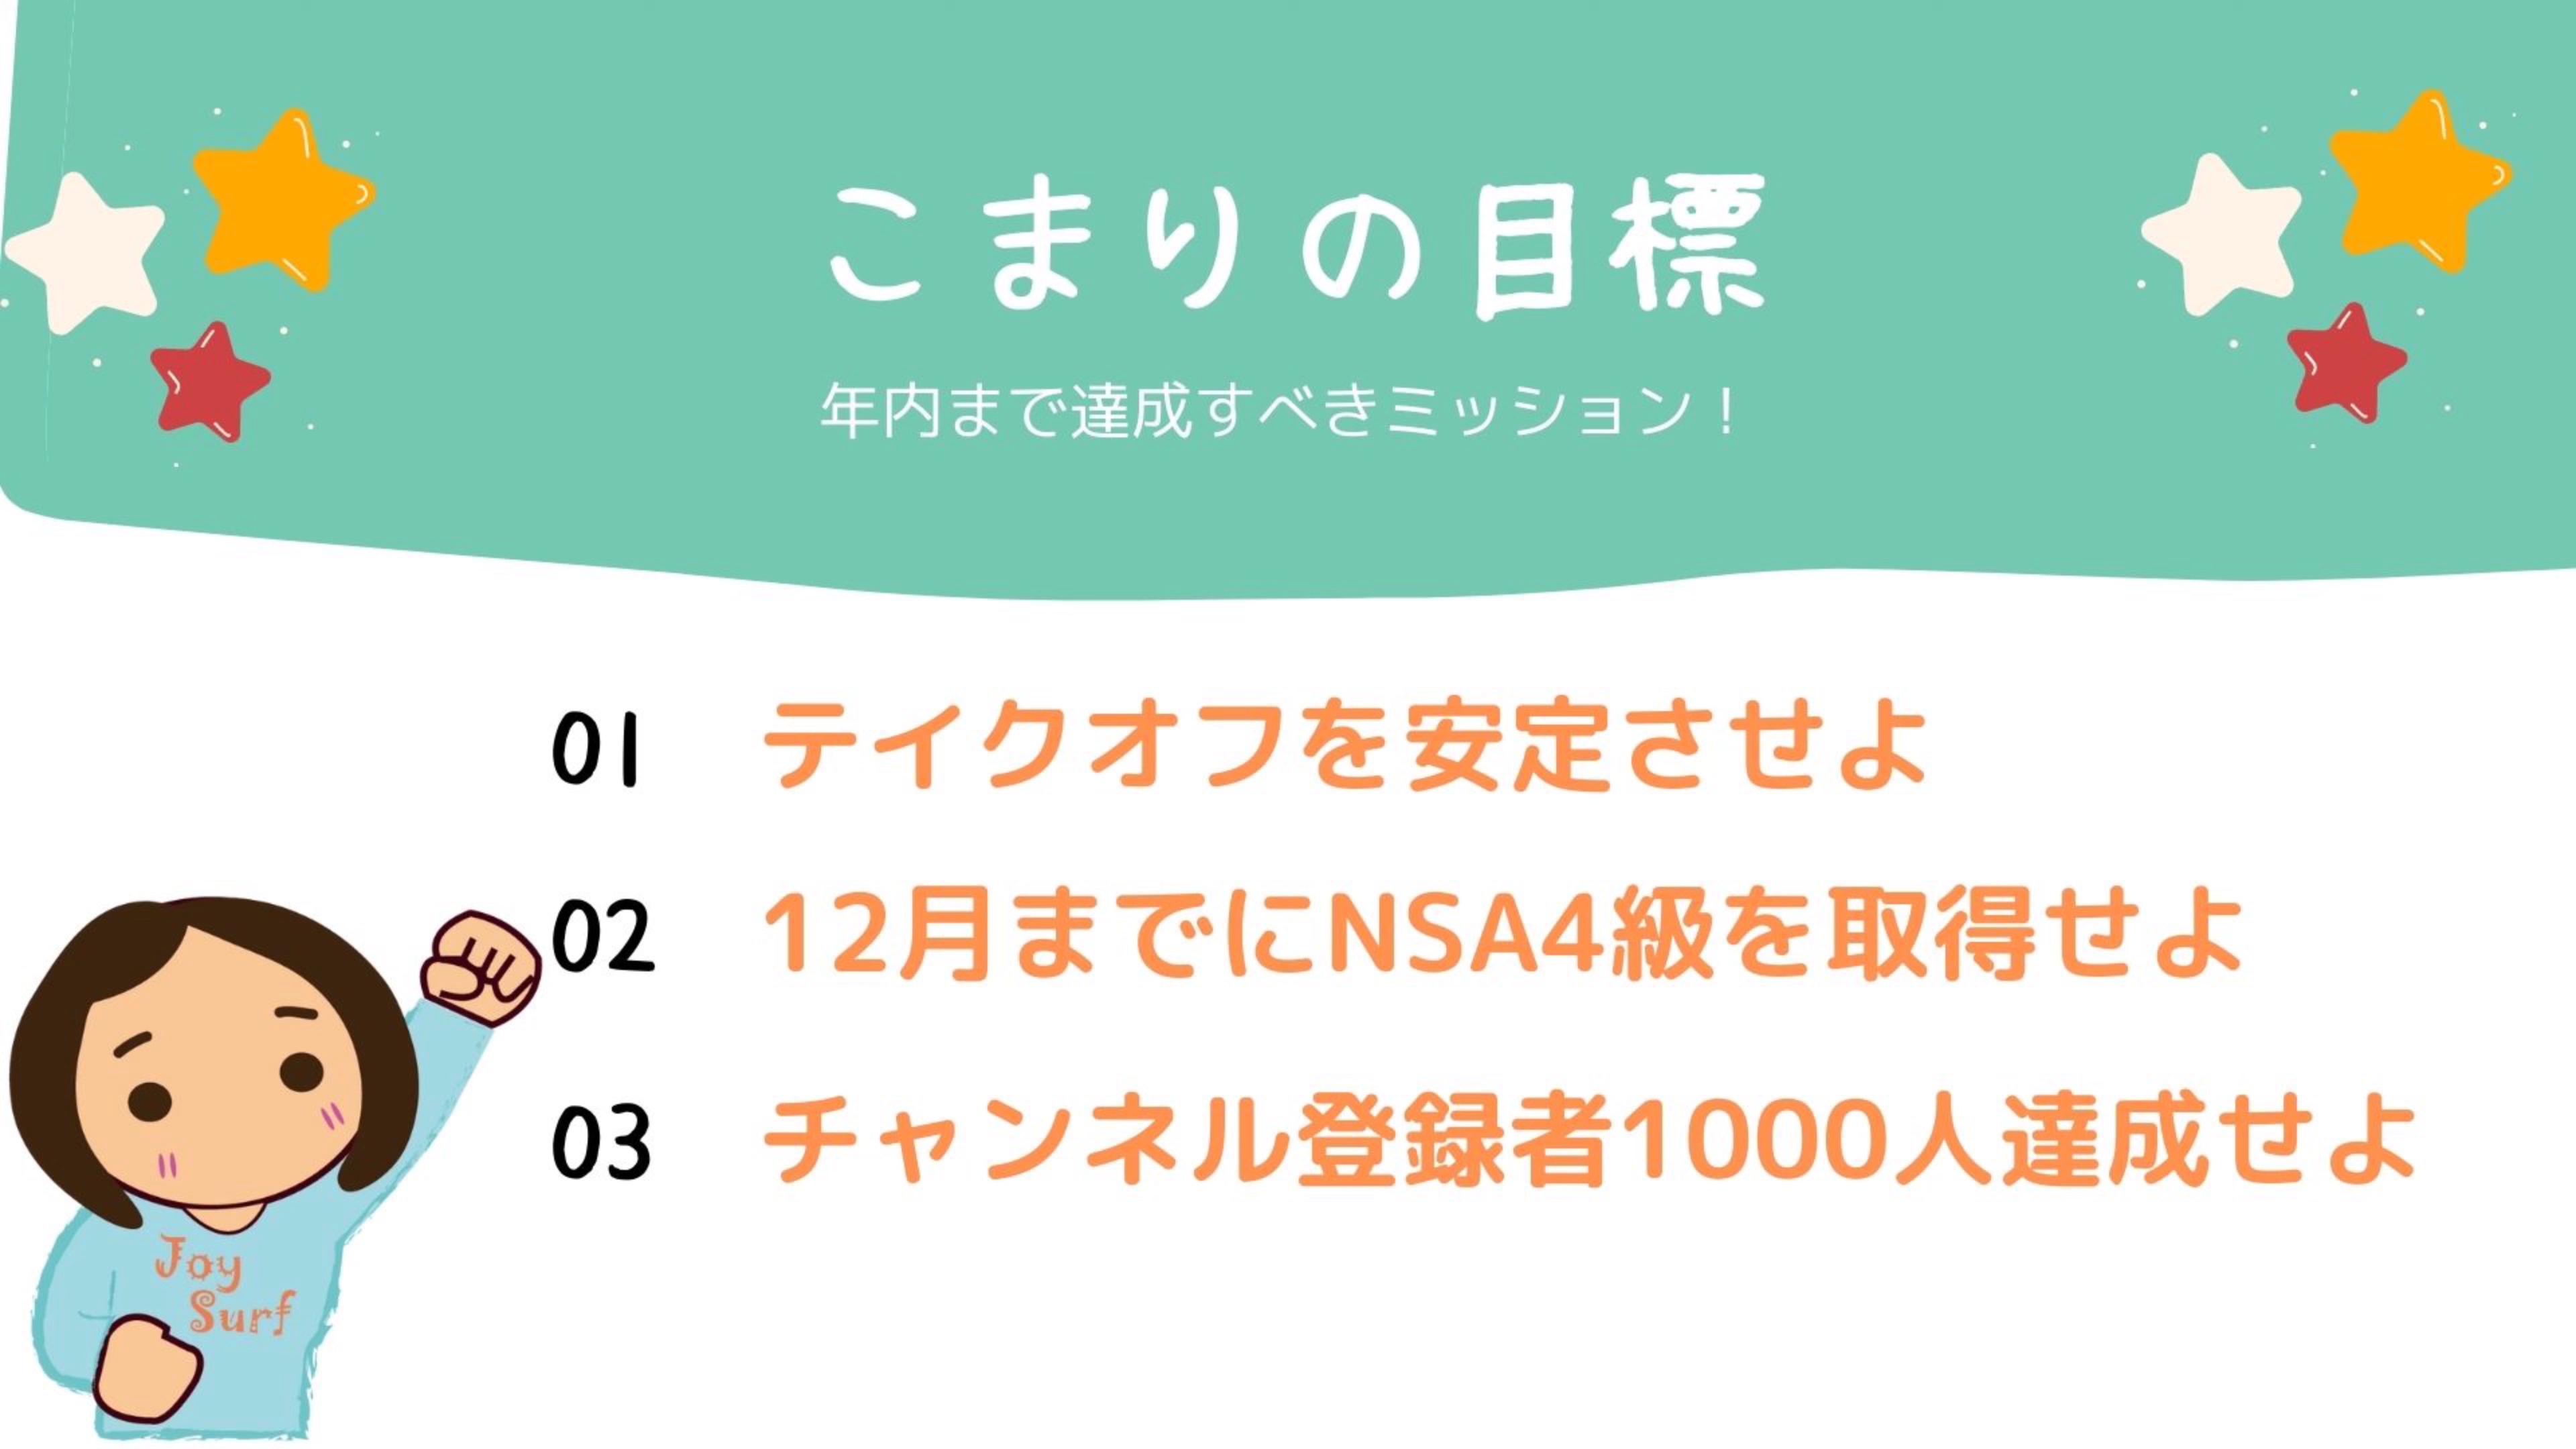 こまりの目標
年内まで達成すべきミッション！
01 テイクオフを安定させよ
02 12月までにNSA4級を取得せよ
03 チャンネル登録者1000人達成せよ
Joy
Surf